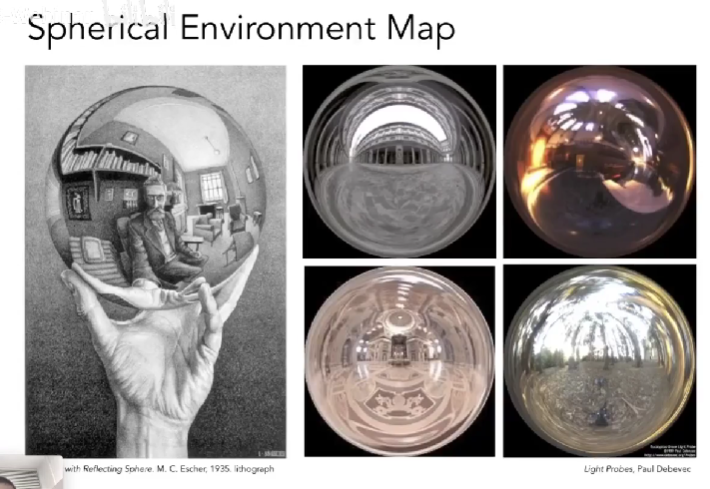 Spherical Environment Map
with Reflecting Sphere. M. C. Escher, 1935. lithograph
Light Probes, Paul Debevec